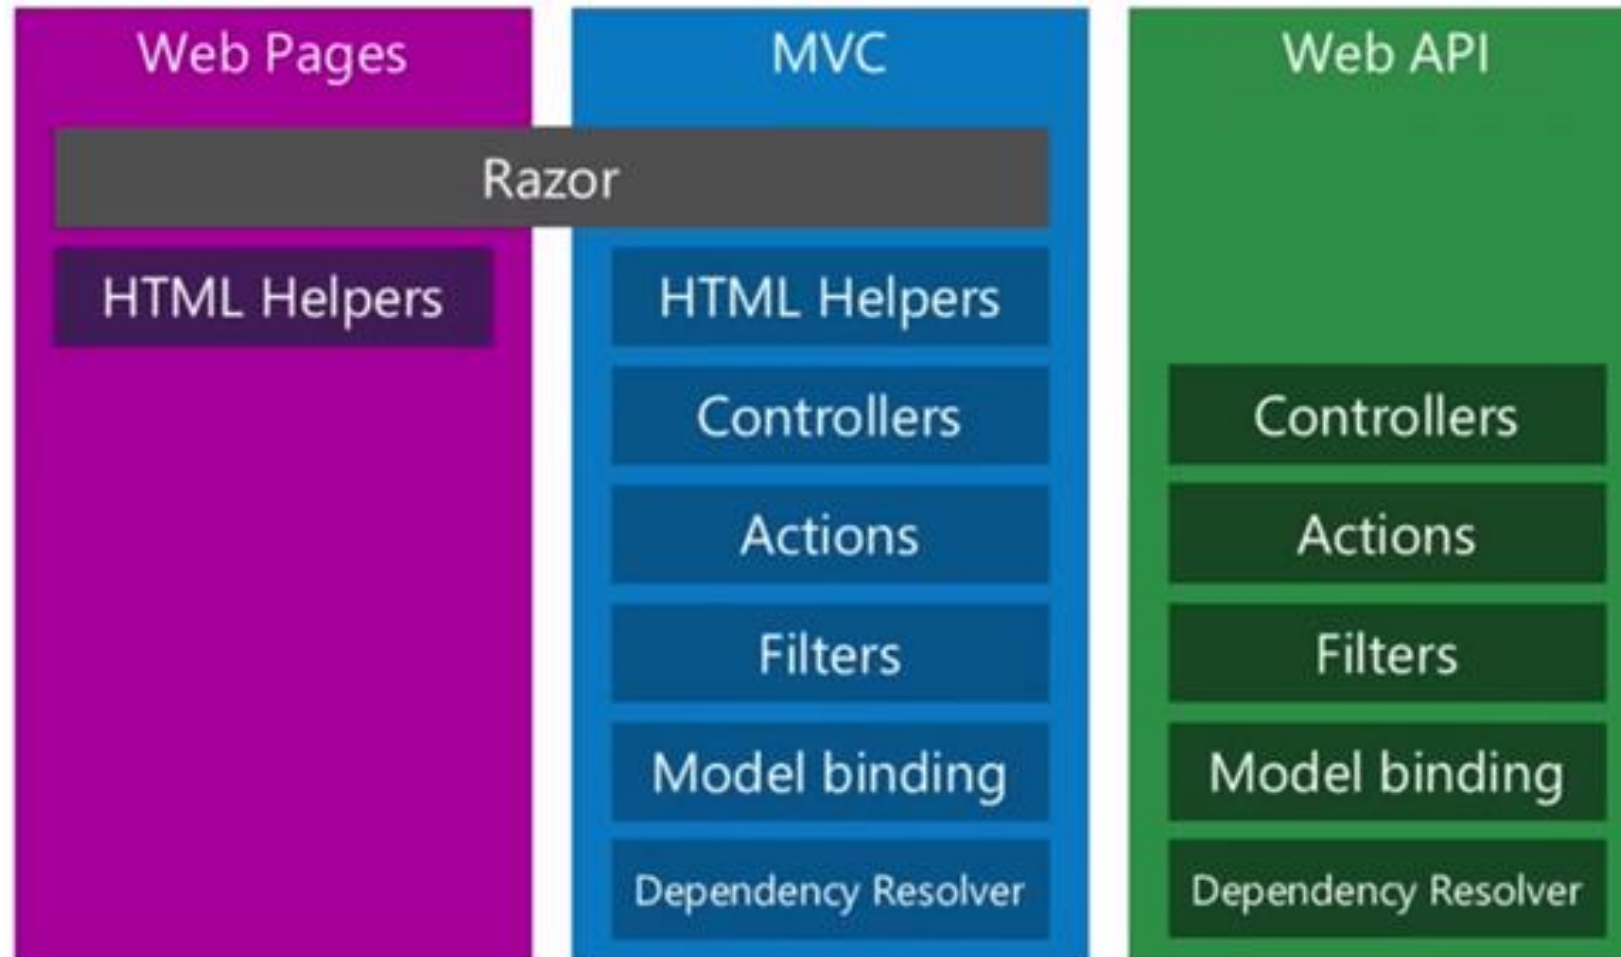 Web Pages
MVC
Web API
Razor
HTML Helpers
HTML Helpers
Controllers
Controllers
Actions
Actions
Filters
Filters
Model binding
Model binding
Dependency Resolver
Dependency Resolver